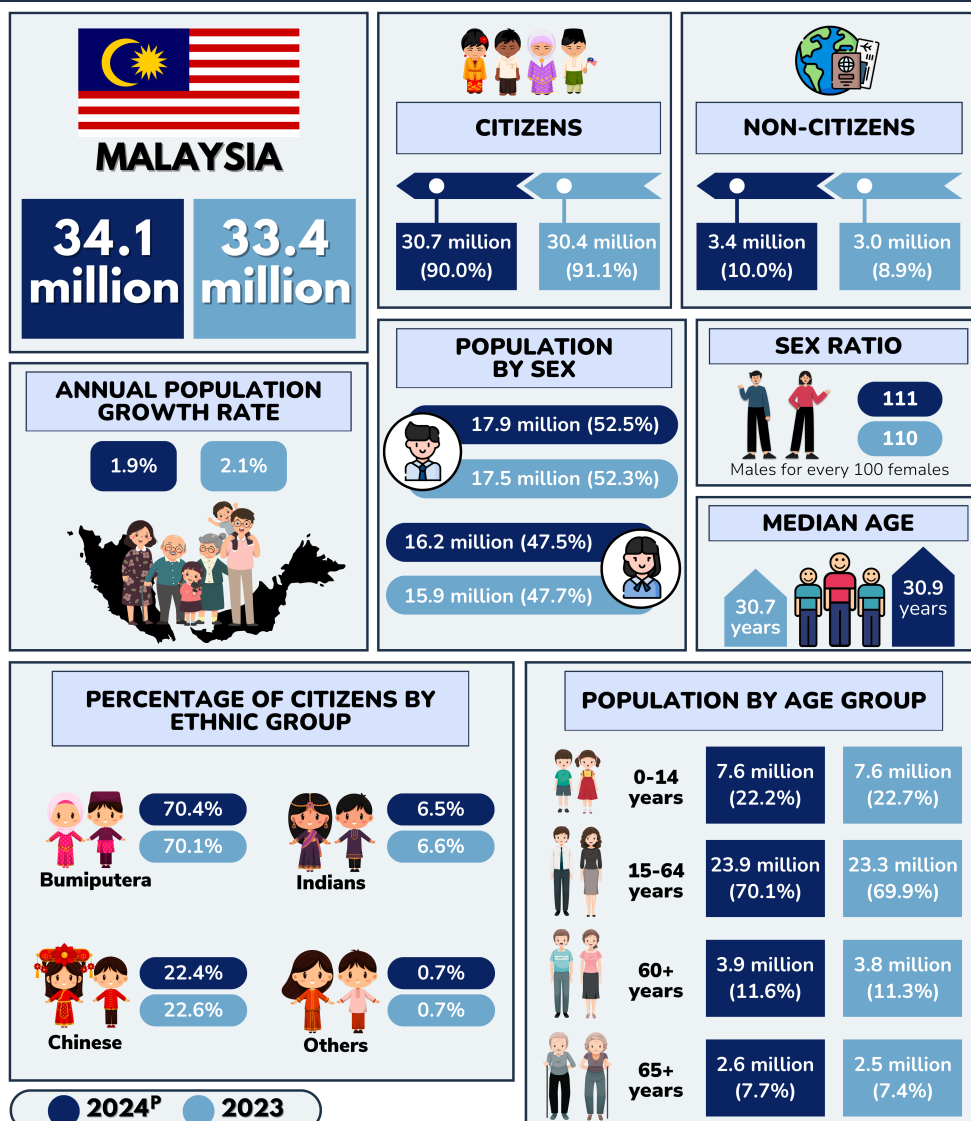 MALAYSIA
34.1
million
33.4
million
CITIZENS
30.7 million
(90.0%)
30.4 million
(91.1%)
NON-CITIZENS
3.4 million
(10.0%)
3.0 million
(8.9%)
ANNUAL POPULATION
GROWTH RATE
1.9%
2.1%
POPULATION
BY SEX
17.9 million (52.5%)
17.5 million (52.3%)
16.2 million (47.5%)
15.9 million (47.7%)
SEX RATIO
111
110
Males for every 100 females
MEDIAN AGE
30.7
years
30.9
years
PERCENTAGE OF CITIZENS BY
ETHNIC GROUP
70.4%
70.1%
Bumiputera
6.5%
6.6%
Indians
22.4%
22.6%
Chinese
0.7%
0.7%
Others
POPULATION BY AGE GROUP
0-14
years
7.6 million
(22.2%)
7.6 million
(22.7%)
15-64
years
23.9 million
(70.1%)
23.3 million
(69.9%)
60+
years
3.9 million
(11.6%)
3.8 million
(11.3%)
65+
years
2.6 million
(7.7%)
2.5 million
(7.4%)
2024ᴾ
2023